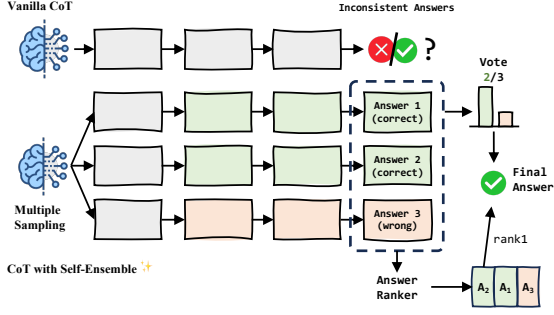 Vanilla CoT
Inconsistent Answers
?
Vote
2/3
Answer 1
(correct)
Answer 2
(correct)
Final
Answer
Multiple
Sampling
Answer 3
(wrong)
rank1
CoT with Self-Ensemble ✨
Answer
Ranker
A₂ A₁ A₃